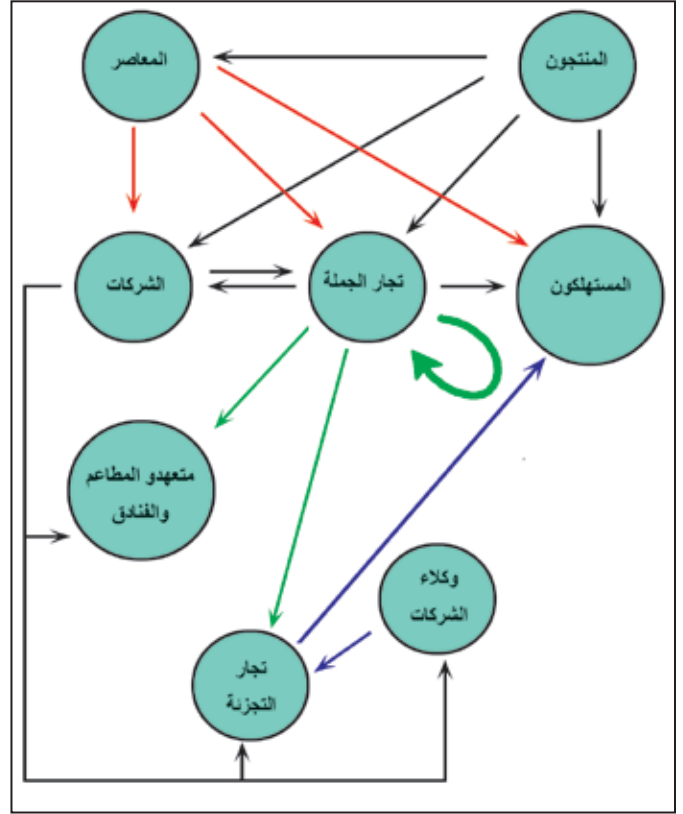 المنتجون
المعاصر
المستهلكون
تجار الجملة
الشركات
متعهدو المطاعم
والفنادق
وكلاء
الشركات
تجار
التجزئة